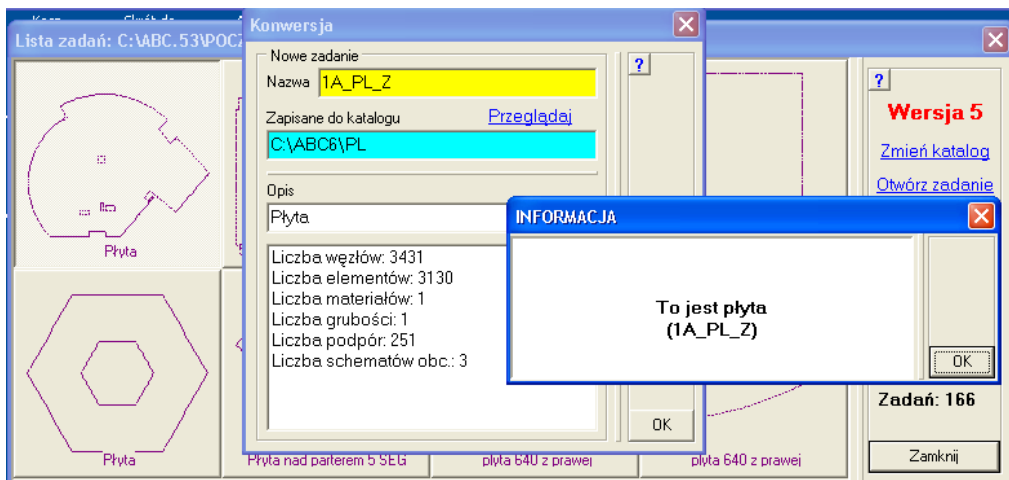 Lista zadań: C:\ABC.53\POCZ
Konwersja
Nowe zadanie
Nazwa 1A_PL_Z
Zapisane do katalogu Przeglądaj
C:\ABC6\PL
Opis
Płyta
Liczba węzłów: 3431
Liczba elementów: 3130
Liczba materiałów: 1
Liczba grubości: 1
Liczba podpór: 251
Liczba schematów obc.: 3
?
OK
INFORMACJA
To jest płyta
(1A_PL_Z)
OK
?
Wersja 5
Zmień katalog
Otwórz zadanie
Zadań: 166
Zamknij
Płyta
Płyta
Płyta nad parterem 5 SEG
płyta 640 z prawej
płyta 640 z prawej